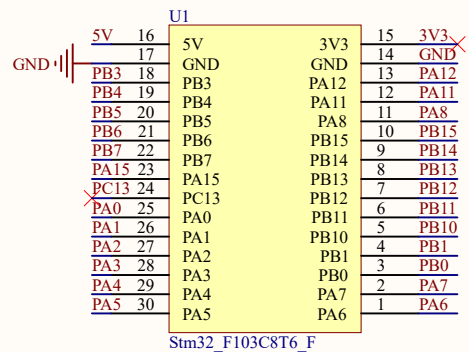 U1
5V 16 5V 3V3 15 3V3
GND 17 GND GND 14 GND
PB3 18 PB3 PA12 13 PA12
PB4 19 PB4 PA11 12 PA11
PB5 20 PB5 PA8 11 PA8
PB6 21 PB6 PB15 10 PB15
PB7 22 PB7 PB14 9 PB14
PA15 23 PA15 PB13 8 PB13
PC13 24 PC13 PB12 7 PB12
PA0 25 PA0 PB11 6 PB11
PA1 26 PA1 PB10 5 PB10
PA2 27 PA2 PB1 4 PB1
PA3 28 PA3 PB0 3 PB0
PA4 29 PA4 PA7 2 PA7
PA5 30 PA5 PA6 1 PA6
Stm32_F103C8T6_F